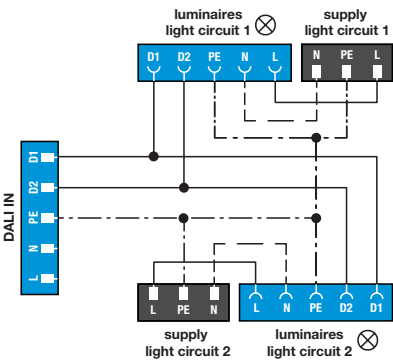 luminaires
light circuit 1
supply
light circuit 1
D1 D2 PE N L
N PE L
DALI IN
D1
D2
PE
N
L
L PE N
L N PE D2 D1
supply
light circuit 2
luminaires
light circuit 2